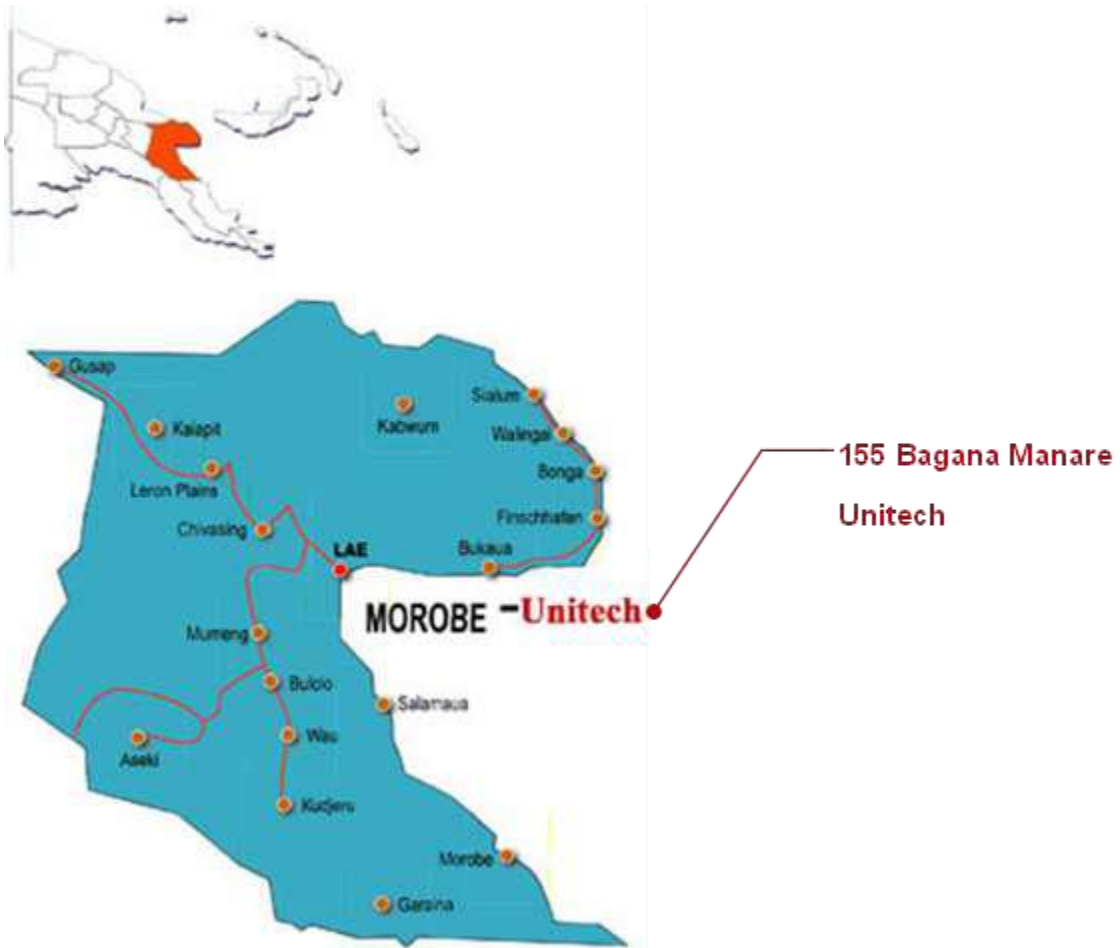 Gusap
Kaiapit
Leron Plains
Chivasing
Kabwum
Sialum
Walingai
Bonga
Finschhafen
Bukaua
LAE
155 Bagana Manare
Unitech
MOROBE -Unitech
Mumeng
Bulolo
Salamaua
Wau
Aseki
Kudjeru
Morobe
Garaina